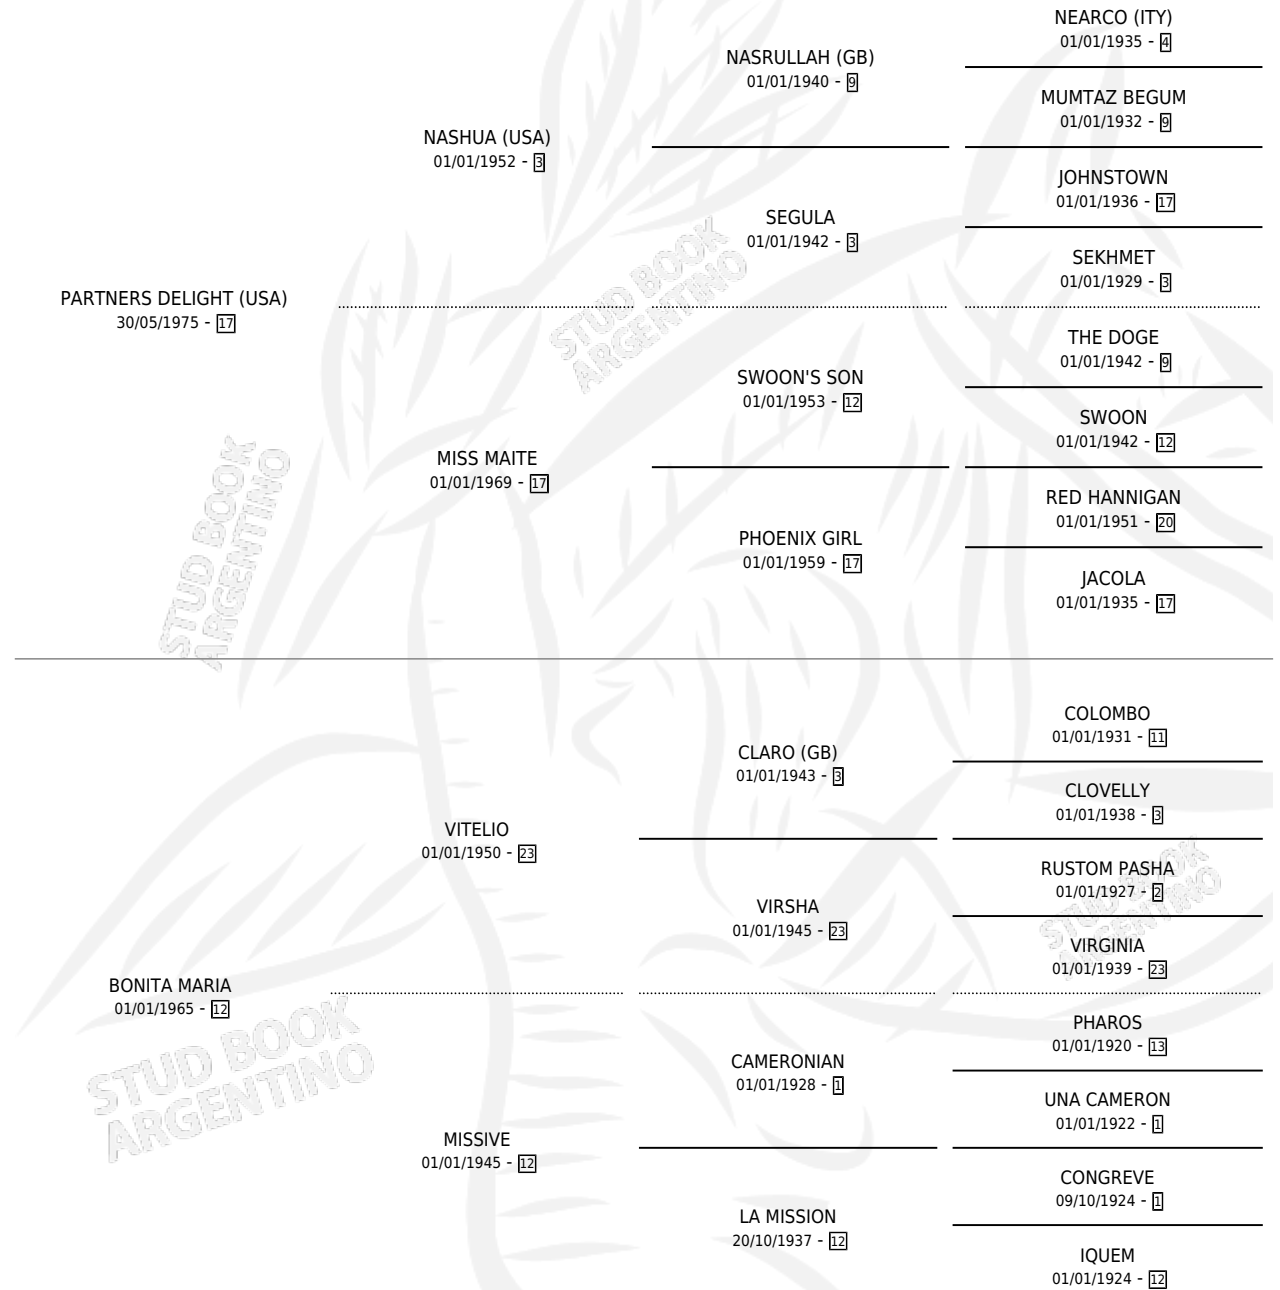 NEARCO (ITY)
01/01/1935 - 4
NASRULLAH (GB)
01/01/1940 - 9
MUMTAZ BEGUM
01/01/1932 - 9
NASHUA (USA)
01/01/1952 - 3
JOHNSTOWN
01/01/1936 - 17
SEGULA
01/01/1942 - 3
SEKHMET
01/01/1929 - 3
PARTNERS DELIGHT (USA)
30/05/1975 - 17
STUD BOOK
ARGENTINO
THE DOGE
01/01/1942 - 9
SWOON'S SON
01/01/1953 - 12
SWOON
01/01/1942 - 12
MISS MAITE
01/01/1969 - 17
RED HANNIGAN
01/01/1951 - 20
PHOENIX GIRL
01/01/1959 - 17
JACOLA
01/01/1935 - 17
STUD BOOK
ARGENTINO
COLOMBO
01/01/1931 - 11
CLARO (GB)
01/01/1943 - 3
CLOVELLY
01/01/1938 - 3
VITELIO
01/01/1950 - 23
RUSTOM PASHA
01/01/1927 - 2
VIRSHA
01/01/1945 - 23
VIRGINIA
01/01/1939 - 23
STUD BOOK
ARGENTINO
BONITA MARIA
01/01/1965 - 12
PHAROS
01/01/1920 - 13
CAMERONIAN
01/01/1928 - 1
UNA CAMERON
01/01/1922 - 1
STUD BOOK
ARGENTINO
MISSIVE
01/01/1945 - 12
CONGREVE
09/10/1924 - 1
LA MISSION
20/10/1937 - 12
IQUEM
01/01/1924 - 12